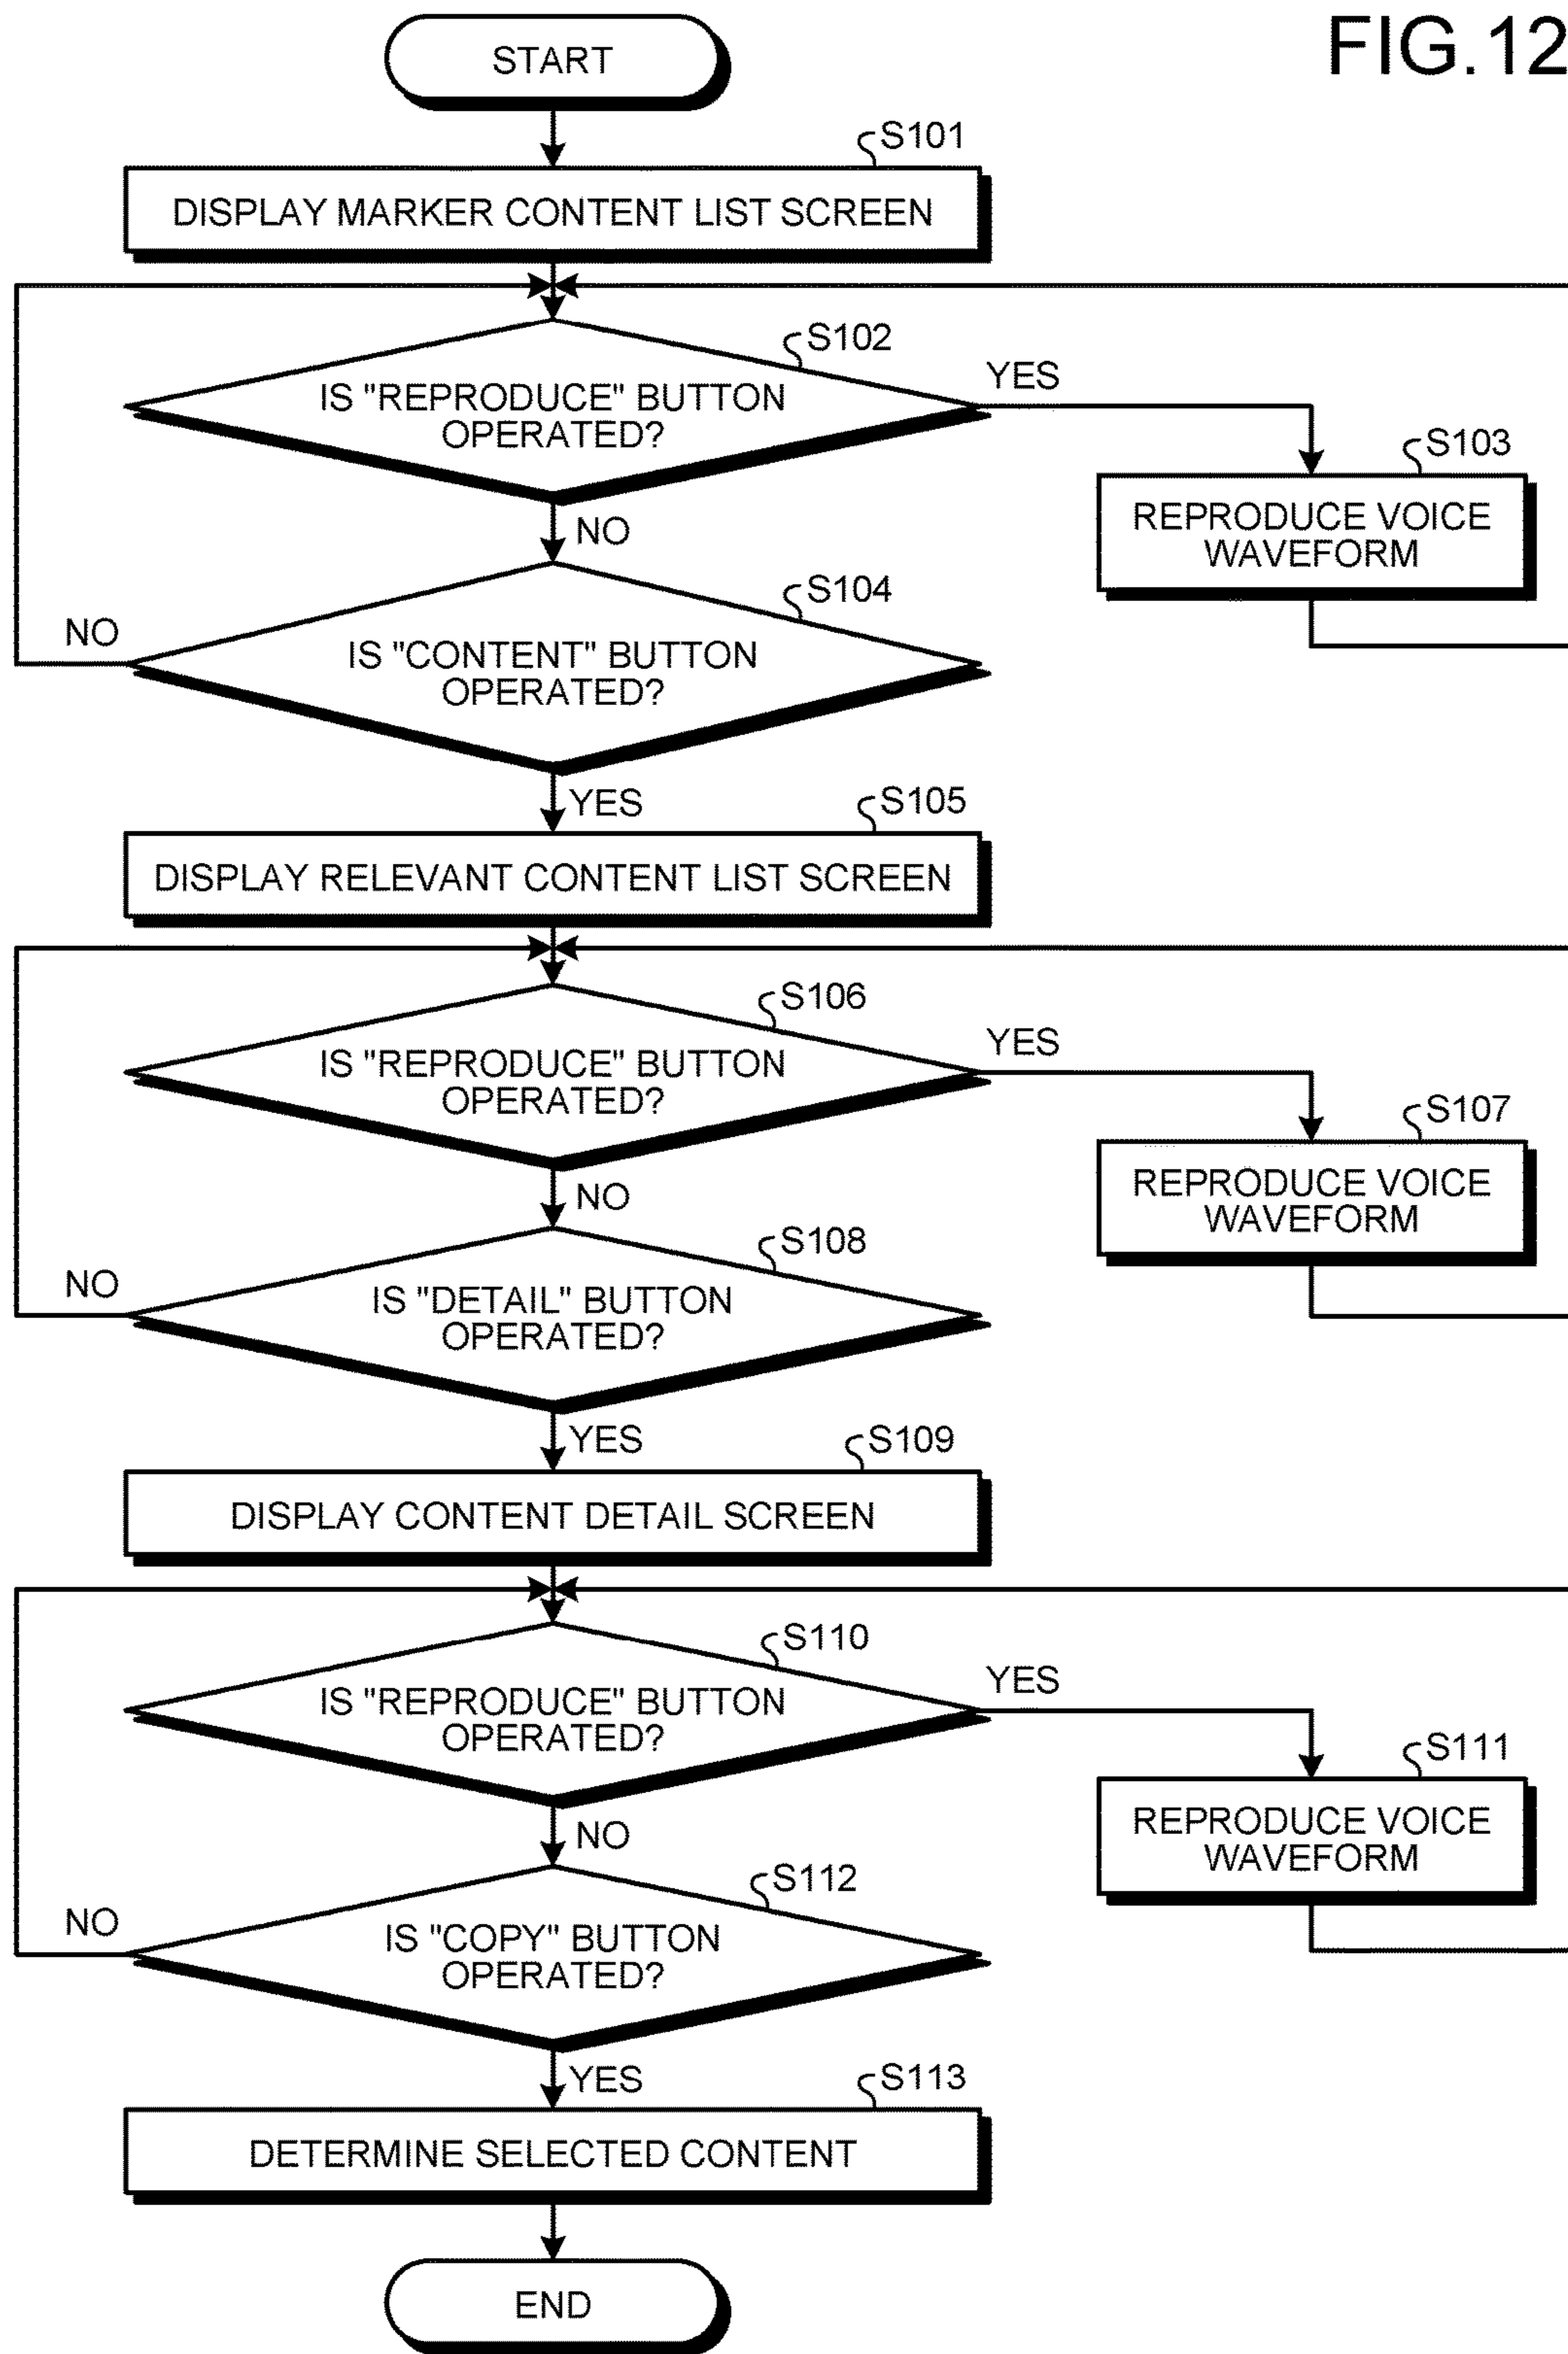 FIG.12
START
S101
DISPLAY MARKER CONTENT LIST SCREEN
S102
IS "REPRODUCE" BUTTON
OPERATED?
YES
S103
REPRODUCE VOICE
WAVEFORM
NO
S104
IS "CONTENT" BUTTON
OPERATED?
NO
YES
S105
DISPLAY RELEVANT CONTENT LIST SCREEN
S106
IS "REPRODUCE" BUTTON
OPERATED?
YES
S107
REPRODUCE VOICE
WAVEFORM
NO
S108
IS "DETAIL" BUTTON
OPERATED?
NO
YES
S109
DISPLAY CONTENT DETAIL SCREEN
S110
IS "REPRODUCE" BUTTON
OPERATED?
YES
S111
REPRODUCE VOICE
WAVEFORM
NO
S112
IS "COPY" BUTTON
OPERATED?
NO
YES
S113
DETERMINE SELECTED CONTENT
END